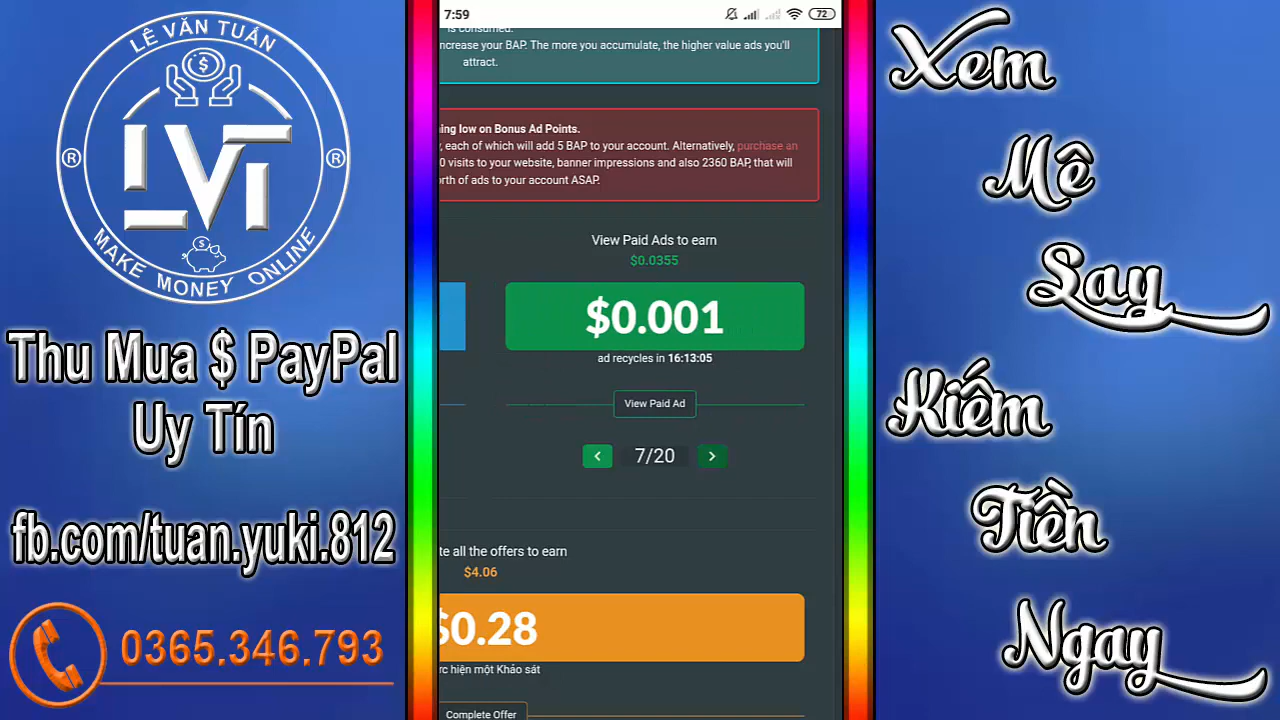 LÊ VĂN TUẤN
LVT
MAKE MONEY ONLINE
Thu Mua $ PayPal
Uy Tín
fb.com/tuan.yuki.812
0365.346.793
7:59
72
is consumed.
ncrease your BAP. The more you accumulate, the higher value ads you'll
attract.
ning low on Bonus Ad Points.
, each of which will add 5 BAP to your account. Alternatively, purchase an
0 visits to your website, banner impressions and also 2360 BAP, that will
orth of ads to your account ASAP.
View Paid Ads to earn
$0.0355
$0.001
ad recycles in 16:13:05
View Paid Ad
7/20
te all the offers to earn
$4.06
$0.28
rc hiện một Khảo sát
Complete Offer
Xem
Mê
Say
Kiếm
Tiền
Ngay